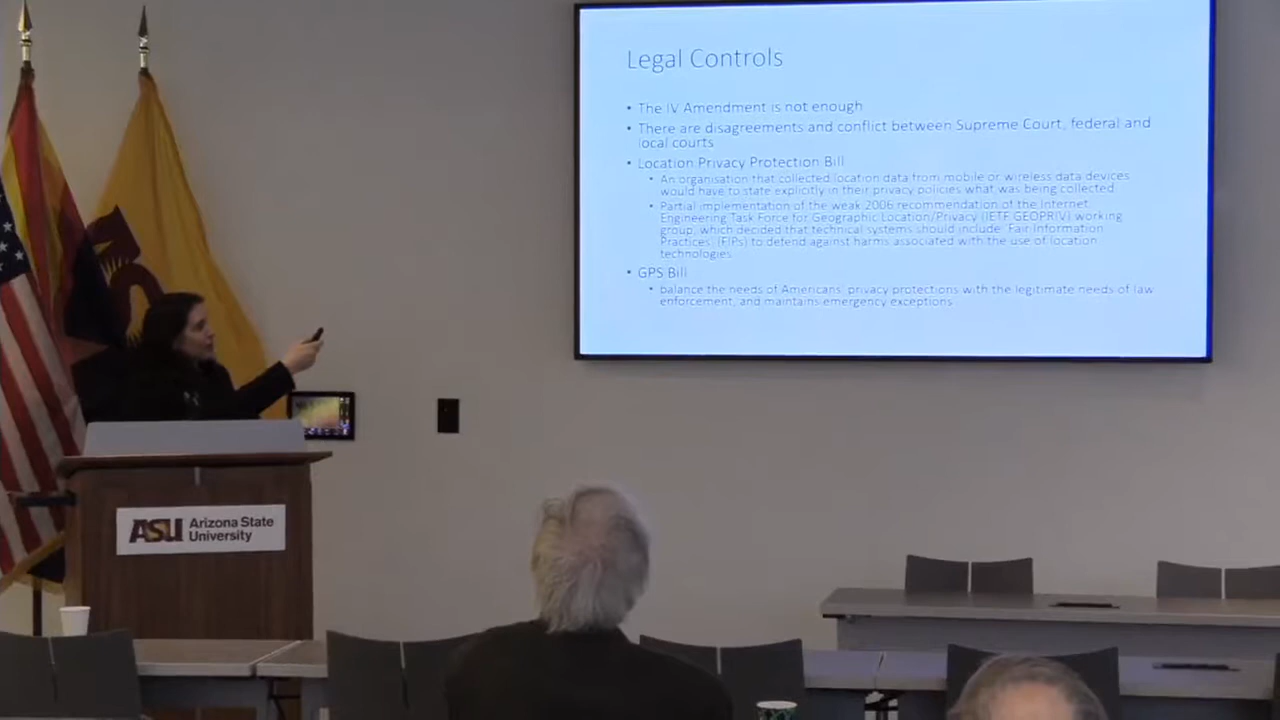 Legal Controls
• The IV Amendment is not enough
• There are disagreements and conflict between Supreme Court, federal and
local courts
• Location Privacy Protection Bill
• An organisation that collected location data from mobile or wireless data devices
would have to state explicitly in their privacy policies what was being collected
• Partial implementation of the weak 2006 recommendation of the Internet
Engineering Task Force for Geographic Location/Privacy (IETF GEOPRIV) working
group, which decided that technical systems should include 'Fair Information
Practices' (FIPs) to defend against harms associated with the use of location
technologies
• GPS Bill
• balance the needs of Americans' privacy protections with the legitimate needs of law
enforcement, and maintains emergency exceptions
ASU Arizona State
University